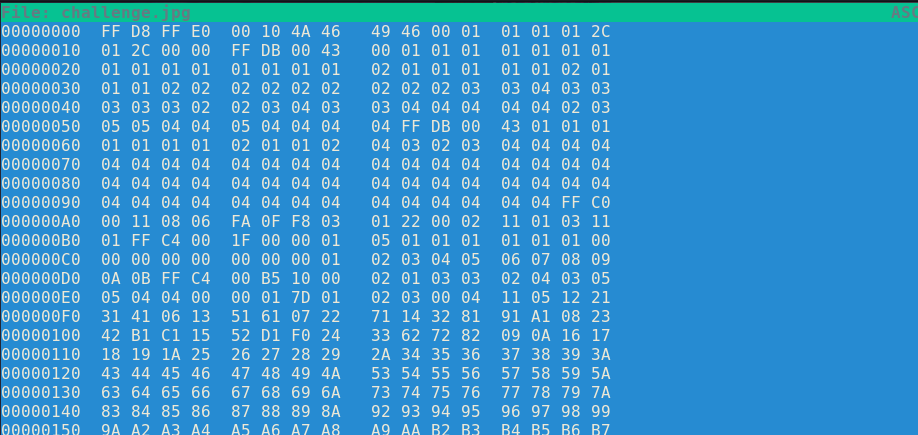 File: challenge.jpg ASC
00000000 FF D8 FF E0 00 10 4A 46 49 46 00 01 01 01 01 2C
00000010 01 2C 00 00 FF DB 00 43 00 01 01 01 01 01 01 01
00000020 01 01 01 01 01 01 01 01 02 01 01 01 01 01 02 01
00000030 01 01 02 02 02 02 02 02 02 02 02 03 03 04 03 03
00000040 03 03 03 02 02 03 04 03 03 04 04 04 04 04 02 03
00000050 05 05 04 04 05 04 04 04 04 FF DB 00 43 01 01 01
00000060 01 01 01 01 02 01 01 02 04 03 02 03 04 04 04 04
00000070 04 04 04 04 04 04 04 04 04 04 04 04 04 04 04 04
00000080 04 04 04 04 04 04 04 04 04 04 04 04 04 04 04 04
00000090 04 04 04 04 04 04 04 04 04 04 04 04 04 04 FF C0
000000A0 00 11 08 06 FA 0F F8 03 01 22 00 02 11 01 03 11
000000B0 01 FF C4 00 1F 00 00 01 05 01 01 01 01 01 01 00
000000C0 00 00 00 00 00 00 00 01 02 03 04 05 06 07 08 09
000000D0 0A 0B FF C4 00 B5 10 00 02 01 03 03 02 04 03 05
000000E0 05 04 04 00 00 01 7D 01 02 03 00 04 11 05 12 21
000000F0 31 41 06 13 51 61 07 22 71 14 32 81 91 A1 08 23
00000100 42 B1 C1 15 52 D1 F0 24 33 62 72 82 09 0A 16 17
00000110 18 19 1A 25 26 27 28 29 2A 34 35 36 37 38 39 3A
00000120 43 44 45 46 47 48 49 4A 53 54 55 56 57 58 59 5A
00000130 63 64 65 66 67 68 69 6A 73 74 75 76 77 78 79 7A
00000140 83 84 85 86 87 88 89 8A 92 93 94 95 96 97 98 99
00000150 9A A2 A3 A4 A5 A6 A7 A8 A9 AA B2 B3 B4 B5 B6 B7